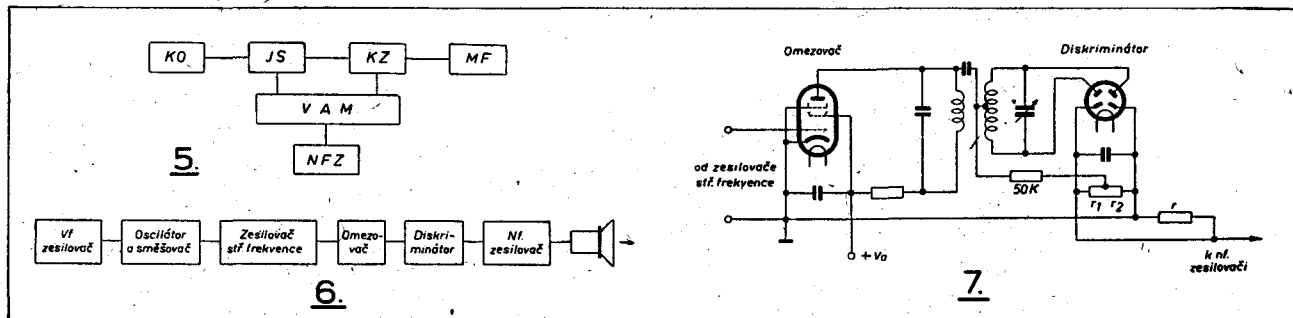 KO
JS
KZ
MF
VAM
NFZ
5.
Vf
zesilovač
Oscilátor
a směšovač
Zesilovač
stř. frekvence
Omezo-
vač
Diskri-
minátor
Nf.
zesilovač
6.
Omezovač
Diskriminátor
od zesilovače
stř. frekvence
50K
r1 r2
r
+ Va
k nf.
zesilovači
7.